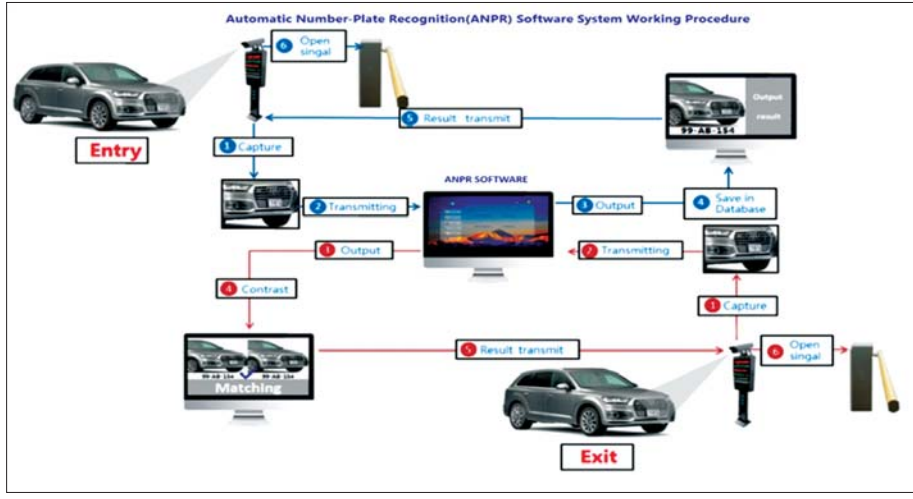 Automatic Number-Plate Recognition(ANPR) Software System Working Procedure
6 Open singal
Output result
99-AB-154
5 Result transmit
Entry
1 Capture
ANPR SOFTWARE
2 Transmitting
3 Output
4 Save in Database
3 Output
2 Transmitting
4 Contrast
1 Capture
99-AB-154 99-AB-154
Matching
5 Result transmit
6 Open singal
Exit